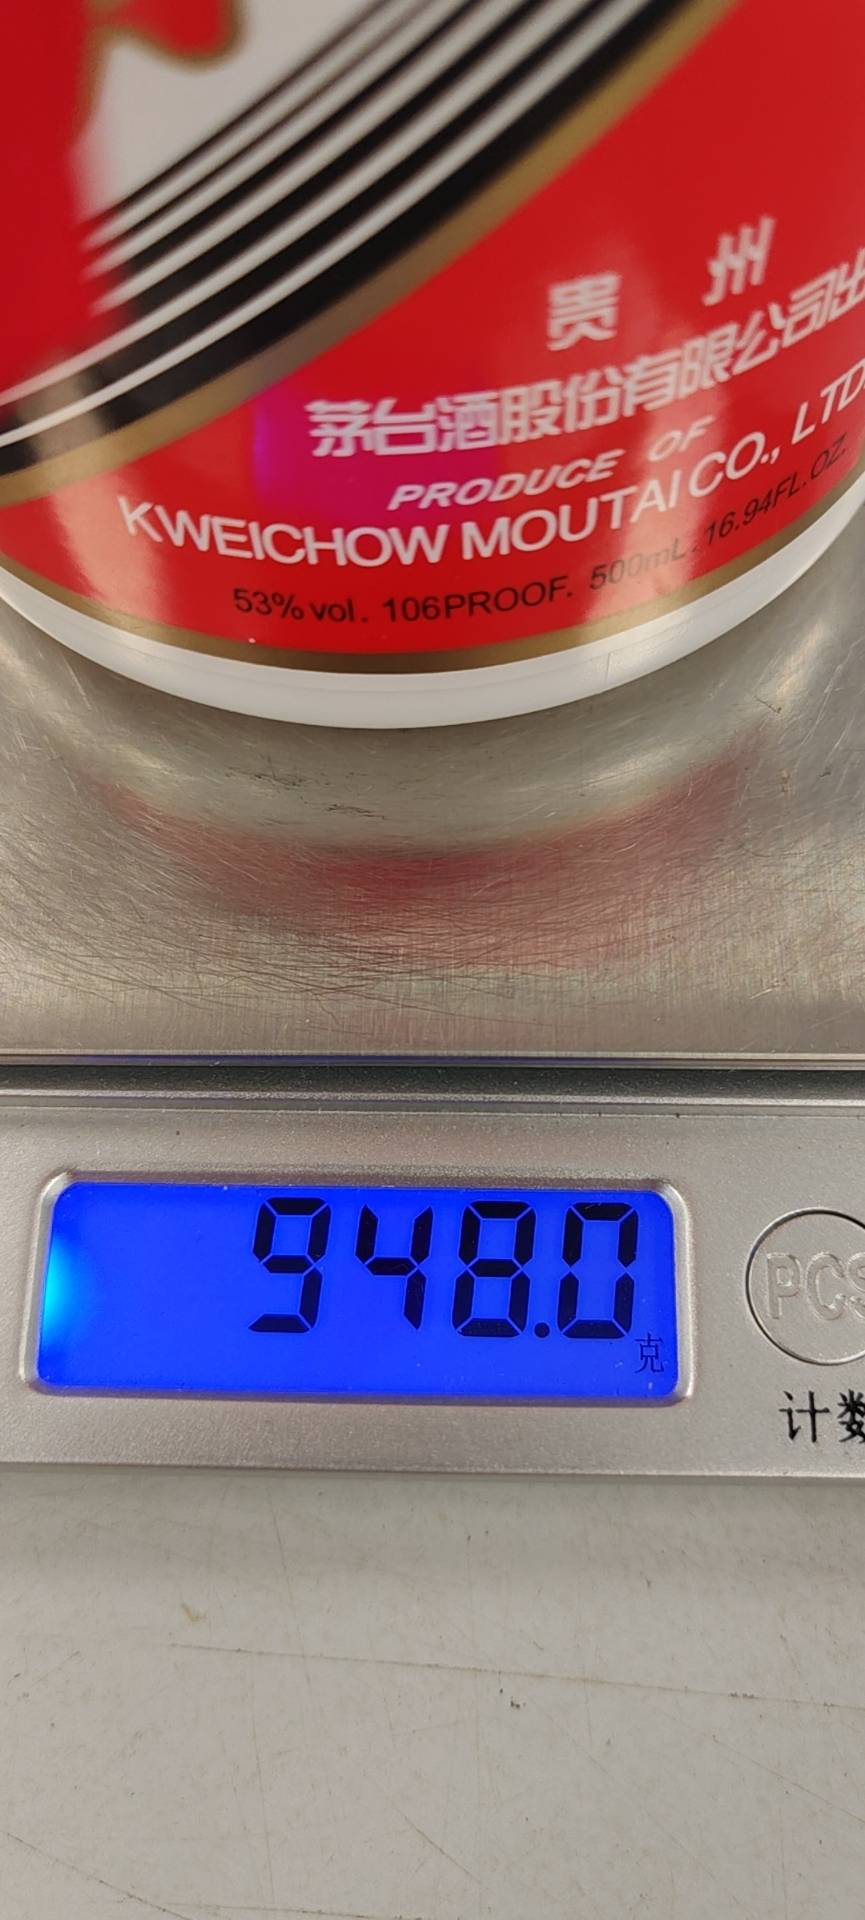 贵 州
茅台酒股份有限公司出
PRODUCE OF
KWEICHOW MOUTAI CO., LTD
53% vol. 106PROOF. 500mL. 16.94FL.OZ.
948.0
克
PCS
计数